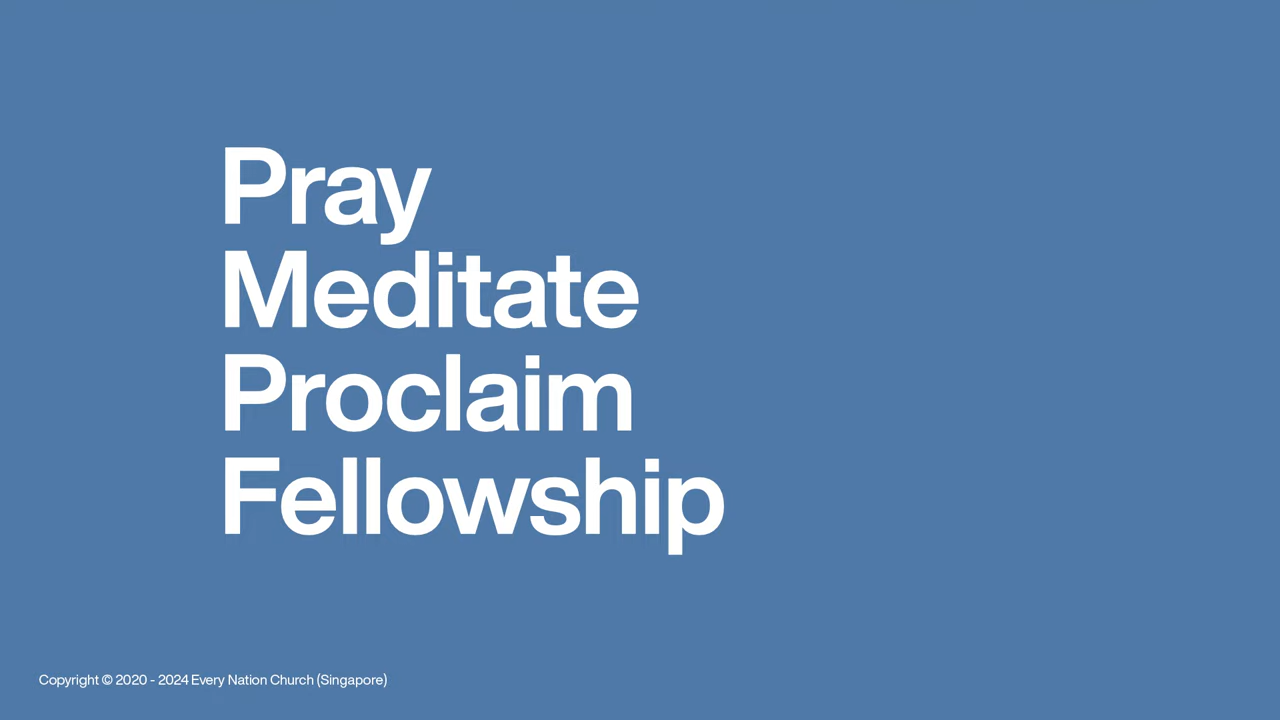 Pray
Meditate
Proclaim
Fellowship
Copyright © 2020 - 2024 Every Nation Church (Singapore)